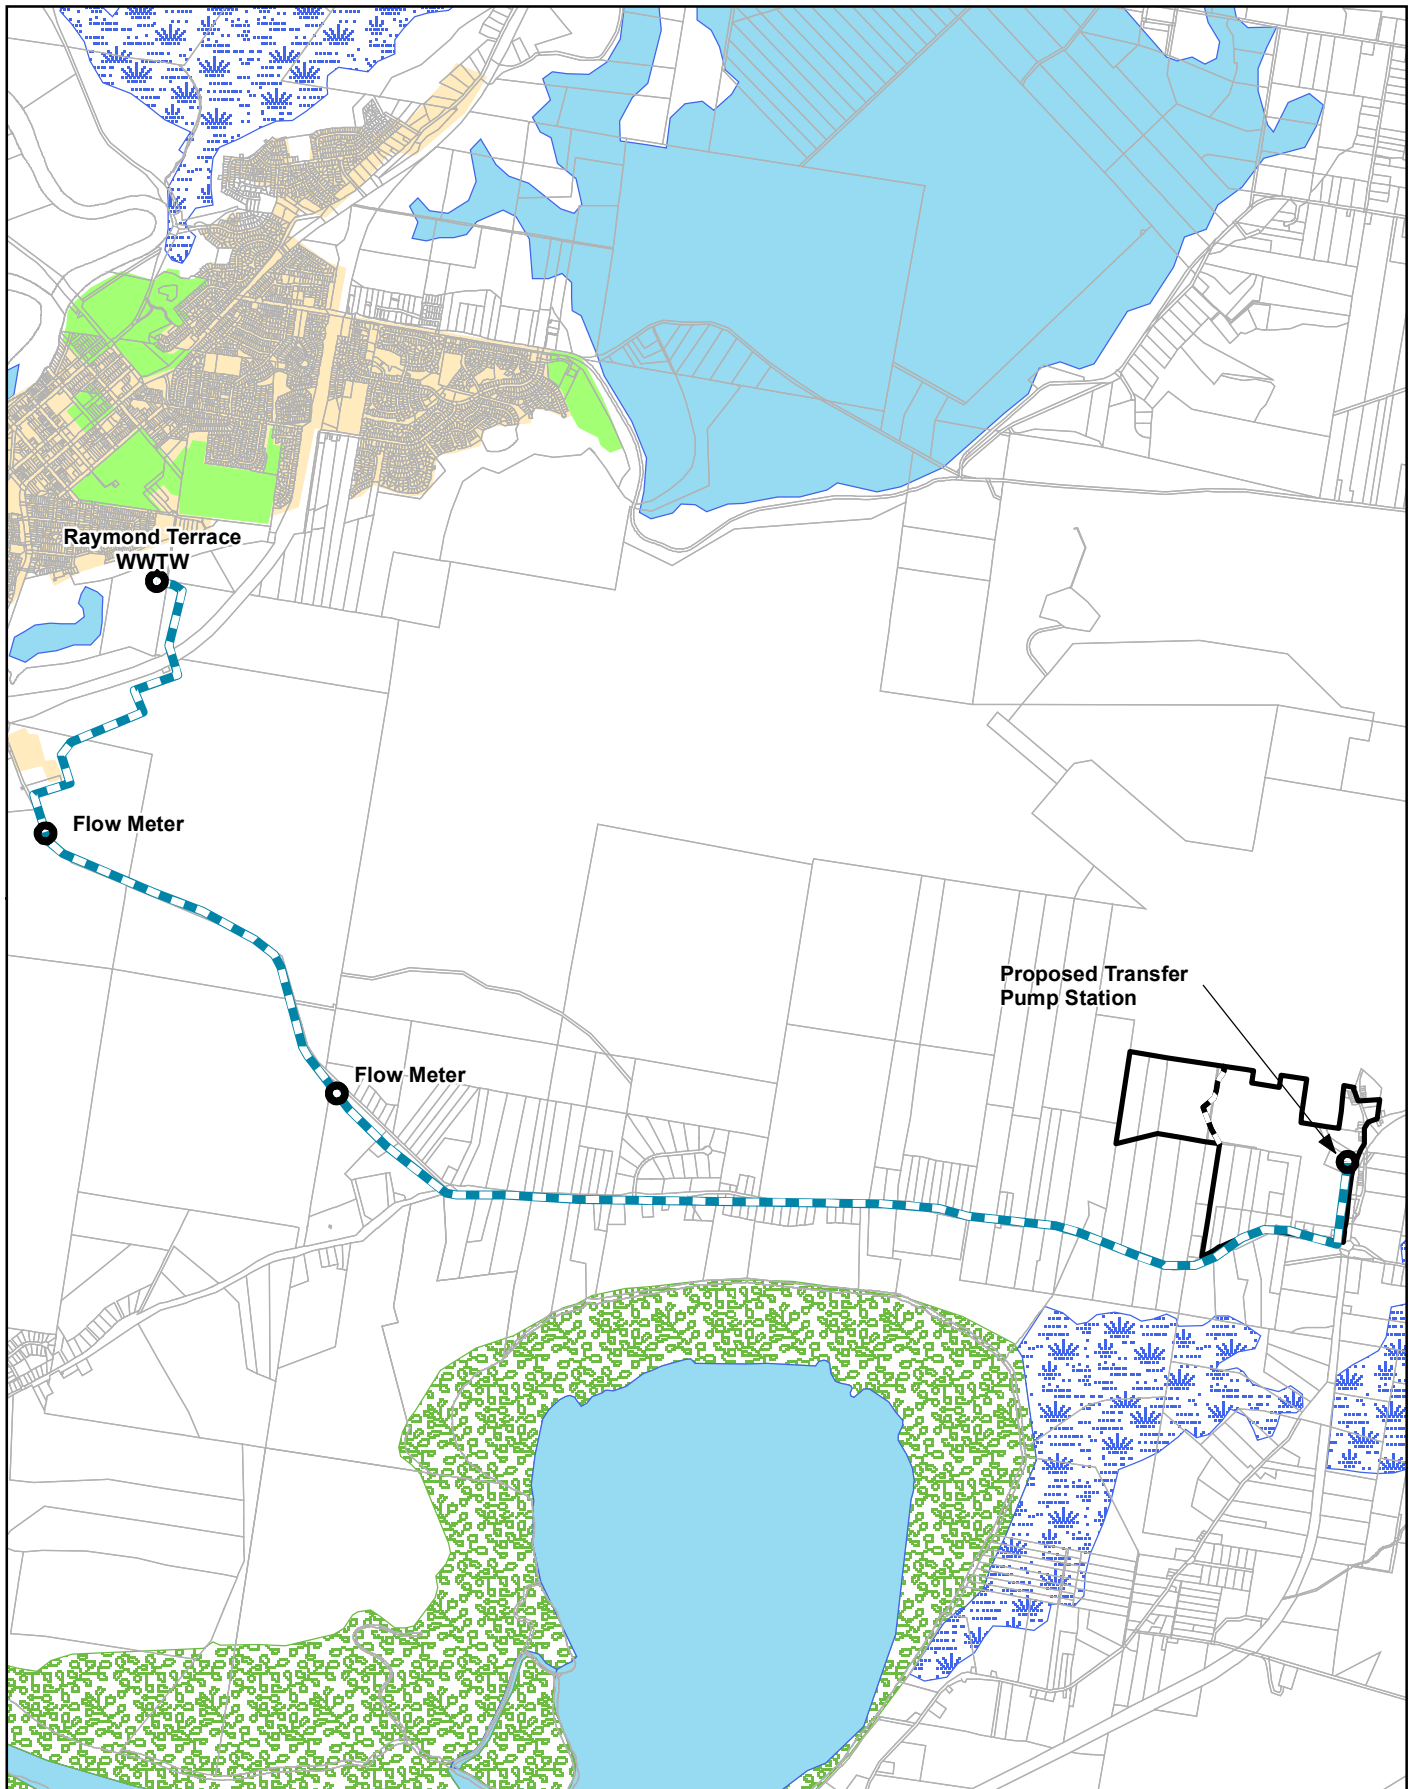 Raymond Terrace
WWTW
Flow Meter
Proposed Transfer
Pump Station
Flow Meter